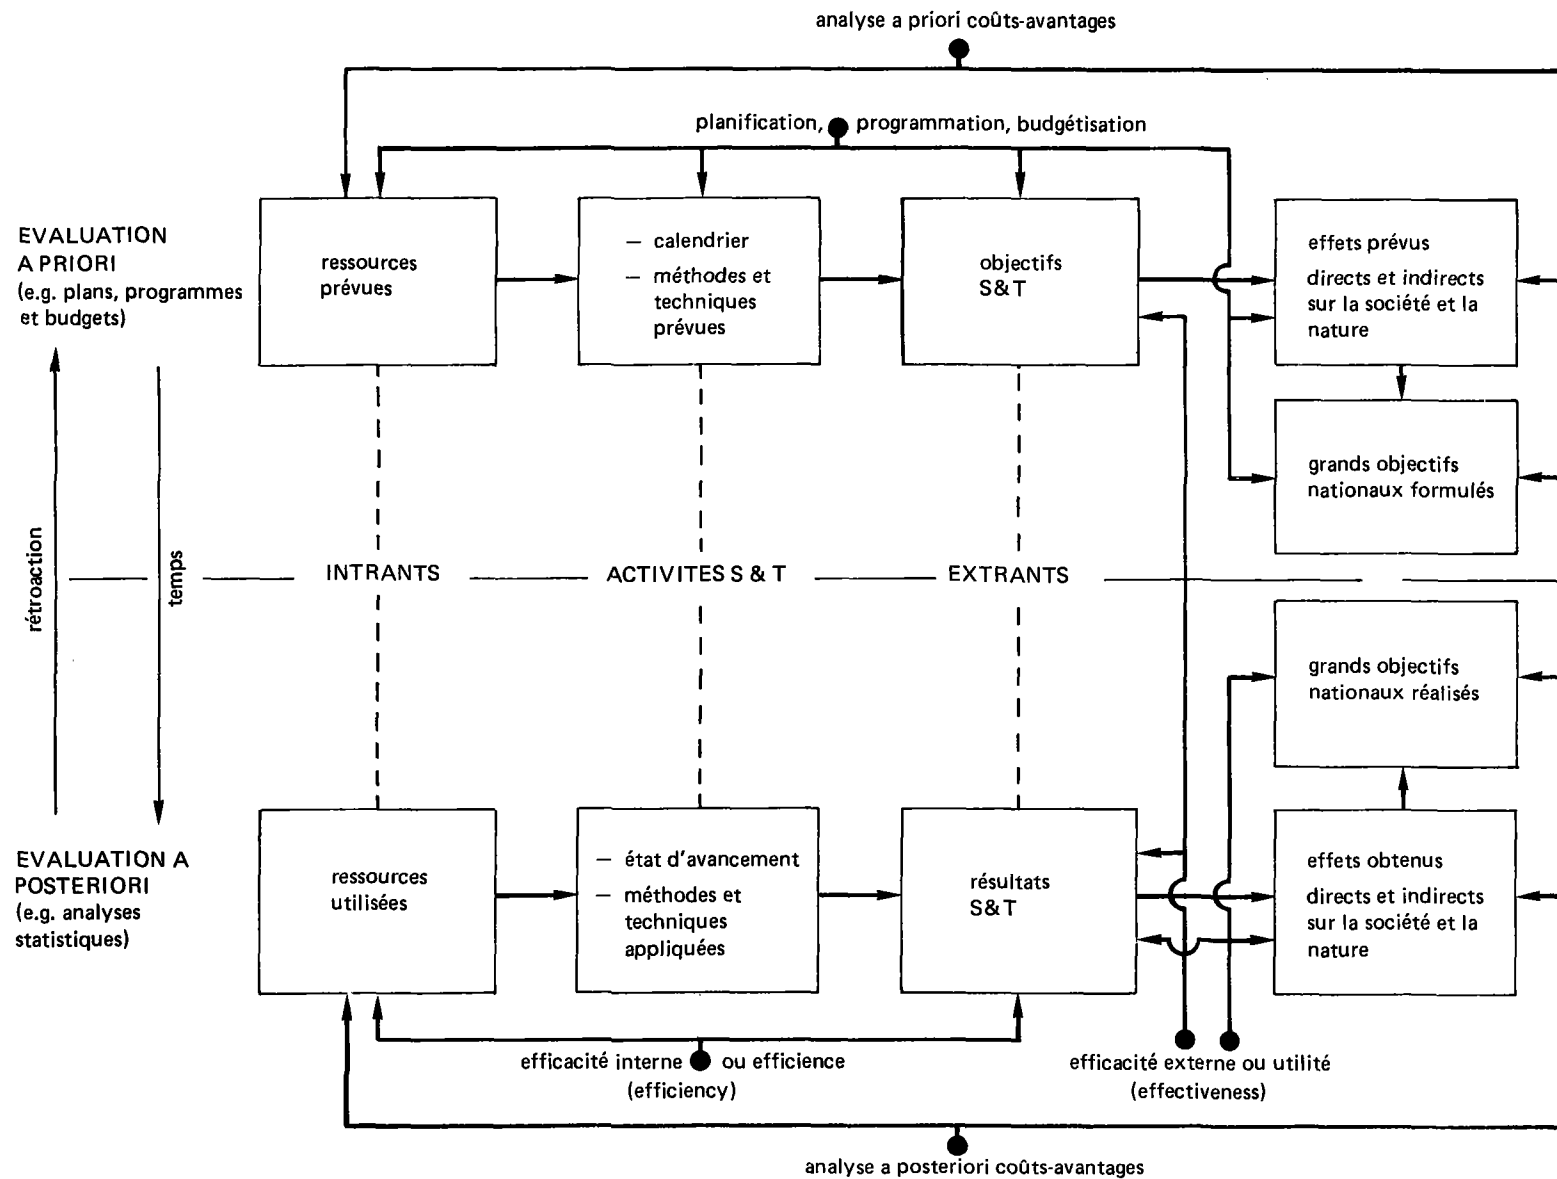 analyse a priori coûts-avantages
planification, programmation, budgétisation
EVALUATION
A PRIORI
(e.g. plans, programmes
et budgets)
ressources
prévues
— calendrier
— méthodes et
techniques
prévues
objectifs
S&T
effets prévus
directs et indirects
sur la société et la
nature
grands objectifs
nationaux formulés
rétroaction
temps
INTRANTS
ACTIVITES S & T
EXTRANTS
grands objectifs
nationaux réalisés
EVALUATION A
POSTERIORI
(e.g. analyses
statistiques)
ressources
utilisées
— état d'avancement
— méthodes et
techniques
appliquées
résultats
S&T
effets obtenus
directs et indirects
sur la société et la
nature
efficacité interne ou efficience
(efficiency)
efficacité externe ou utilité
(effectiveness)
analyse a posteriori coûts-avantages